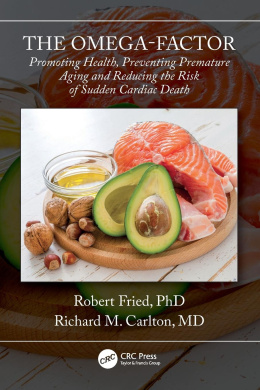 THE OMEGA-FACTOR
Promoting Health, Preventing Premature
Aging and Reducing the Risk
of Sudden Cardiac Death
Robert Fried, PhD
Richard M. Carlton, MD
CRC
CRC Press
Taylor & Francis Group